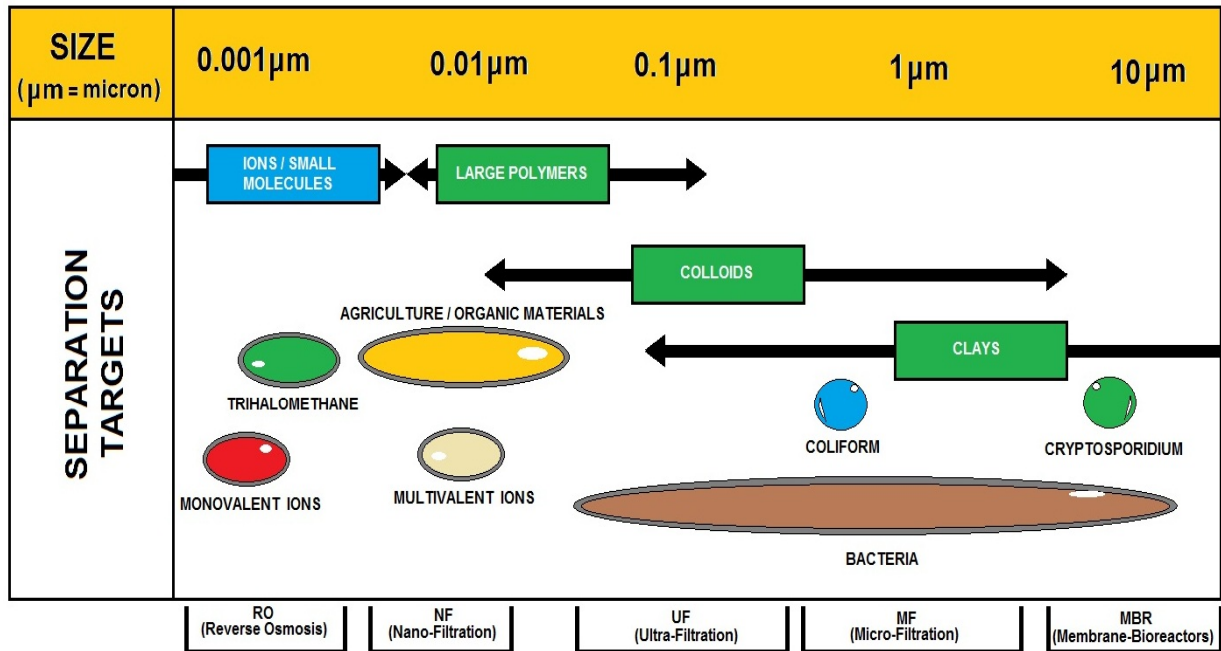 SIZE
(µm = micron)
0.001µm
0.01µm
0.1µm
1µm
10µm
SEPARATION
TARGETS
IONS / SMALL
MOLECULES
LARGE POLYMERS
COLLOIDS
AGRICULTURE / ORGANIC MATERIALS
CLAYS
TRIHALOMETHANE
COLIFORM
CRYPTOSPORIDIUM
MONOVALENT IONS
MULTIVALENT IONS
BACTERIA
RO
(Reverse Osmosis)
NF
(Nano-Filtration)
UF
(Ultra-Filtration)
MF
(Micro-Filtration)
MBR
(Membrane-Bioreactors)